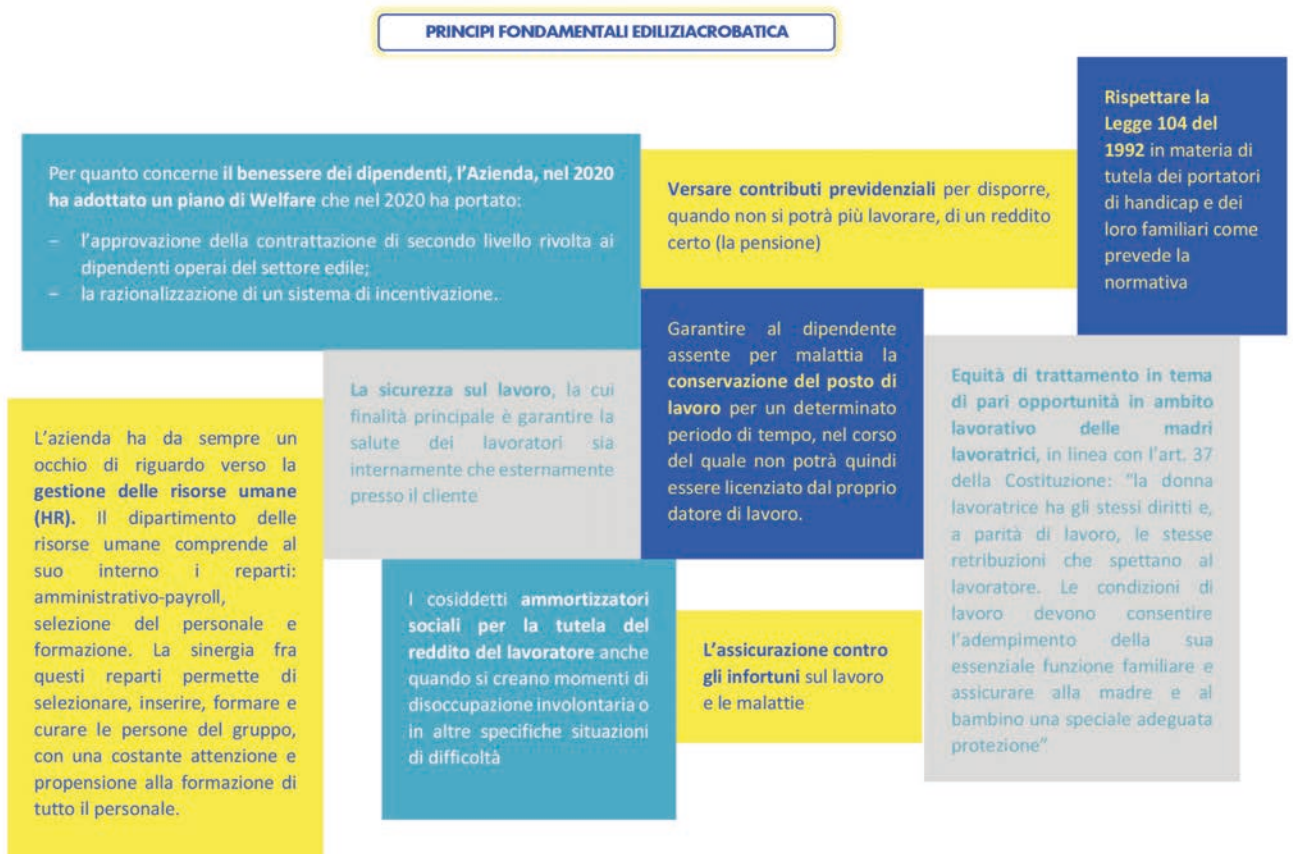 PRINCIPI FONDAMENTALI EDILIZIACROBATICA
Per quanto concerne il benessere dei dipendenti, l'Azienda, nel 2020
ha adottato un piano di Welfare che nel 2020 ha portato:
– l'approvazione della contrattazione di secondo livello rivolta ai
dipendenti operai del settore edile;
– la razionalizzazione di un sistema di incentivazione.
Versare contributi previdenziali per disporre,
quando non si potrà più lavorare, di un reddito
certo (la pensione)
Rispettare la
Legge 104 del
1992 in materia di
tutela dei portatori
di handicap e dei
loro familiari come
prevede la
normativa
L'azienda ha da sempre un
occhio di riguardo verso la
gestione delle risorse umane
(HR). Il dipartimento delle
risorse umane comprende al
suo interno i reparti:
amministrativo-payroll,
selezione del personale e
formazione. La sinergia fra
questi reparti permette di
selezionare, inserire, formare e
curare le persone del gruppo,
con una costante attenzione e
propensione alla formazione di
tutto il personale.
La sicurezza sul lavoro, la cui
finalità principale è garantire la
salute dei lavoratori sia
internamente che esternamente
presso il cliente
Garantire al dipendente
assente per malattia la
conservazione del posto di
lavoro per un determinato
periodo di tempo, nel corso
del quale non potrà quindi
essere licenziato dal proprio
datore di lavoro.
Equità di trattamento in tema
di pari opportunità in ambito
lavorativo delle madri
lavoratrici, in linea con l'art. 37
della Costituzione: "la donna
lavoratrice ha gli stessi diritti e,
a parità di lavoro, le stesse
retribuzioni che spettano al
lavoratore. Le condizioni di
lavoro devono consentire
l'adempimento della sua
essenziale funzione familiare e
assicurare alla madre e al
bambino una speciale adeguata
protezione"
I cosiddetti ammortizzatori
sociali per la tutela del
reddito del lavoratore anche
quando si creano momenti di
disoccupazione involontaria o
in altre specifiche situazioni
di difficoltà
L'assicurazione contro
gli infortuni sul lavoro
e le malattie